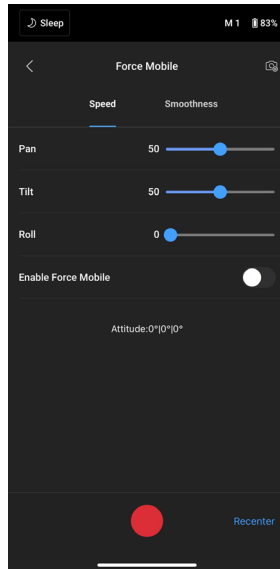 Sleep M 1 83%
Force Mobile
Speed Smoothness
Pan 50
Tilt 50
Roll 0
Enable Force Mobile
Attitude:0°|0°|0°
Recenter